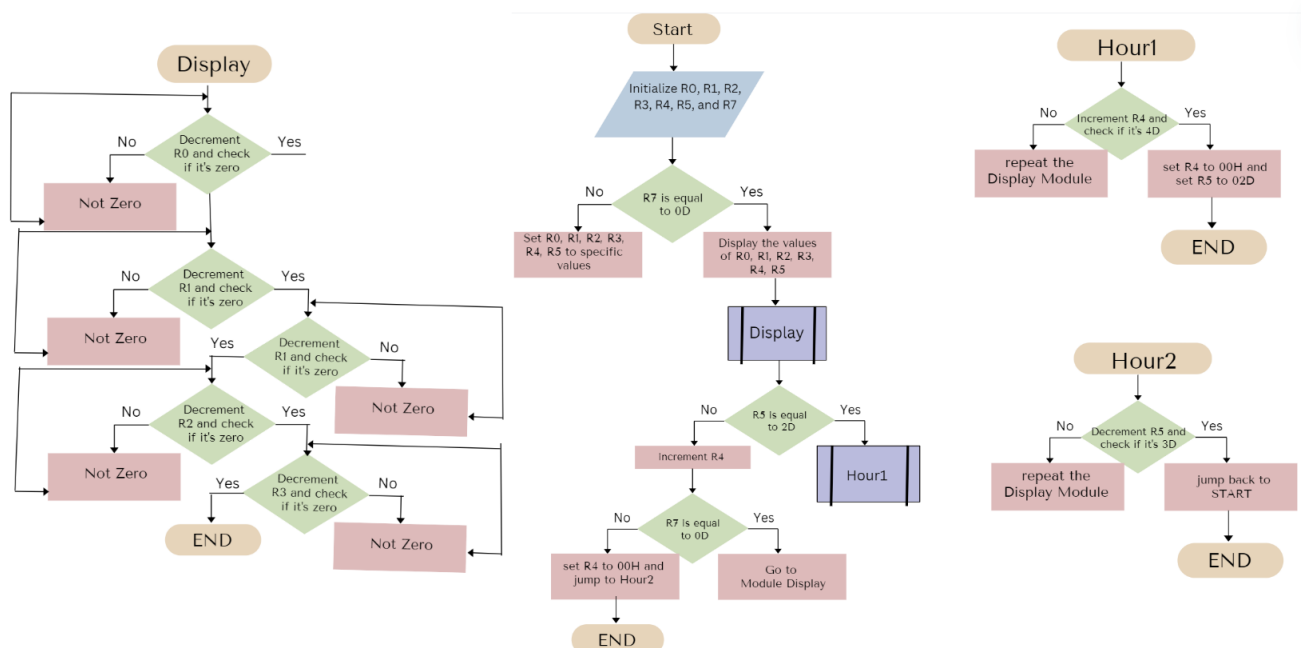 Display
No
Decrement
R0 and check
if it's zero
Yes
Not Zero
No
Decrement
R1 and check
if it's zero
Yes
Not Zero
Yes
Decrement
R1 and check
if it's zero
No
Not Zero
No
Decrement
R2 and check
if it's zero
Yes
Not Zero
Yes
Decrement
R3 and check
if it's zero
No
Not Zero
END
Start
Initialize R0, R1, R2,
R3, R4, R5, and R7
No
R7 is equal
to 0D
Yes
Set R0, R1, R2, R3,
R4, R5 to specific
values
Display the values
of R0, R1, R2, R3,
R4, R5
Display
No
R5 is equal
to 2D
Yes
Increment R4
Hour1
No
R7 is equal
to 0D
Yes
set R4 to 00H and
jump to Hour2
Go to
Module Display
END
Hour1
No
Increment R4 and
check if it's 4D
Yes
repeat the
Display Module
set R4 to 00H and
set R5 to 02D
END
Hour2
No
Decrement R5 and
check if it's 3D
Yes
repeat the
Display Module
jump back to
START
END